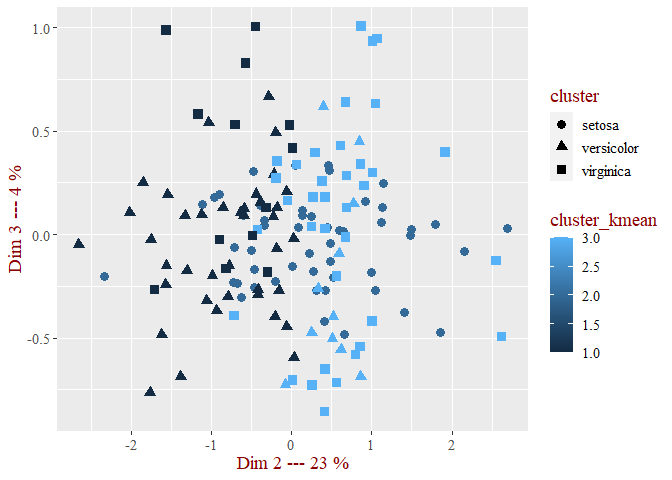 1.0
0.5
0.0
-0.5
Dim 3 --- 4 %
-2
-1
0
1
2
Dim 2 --- 23 %
cluster
setosa
versicolor
virginica
cluster_kmean
3.0
2.5
2.0
1.5
1.0